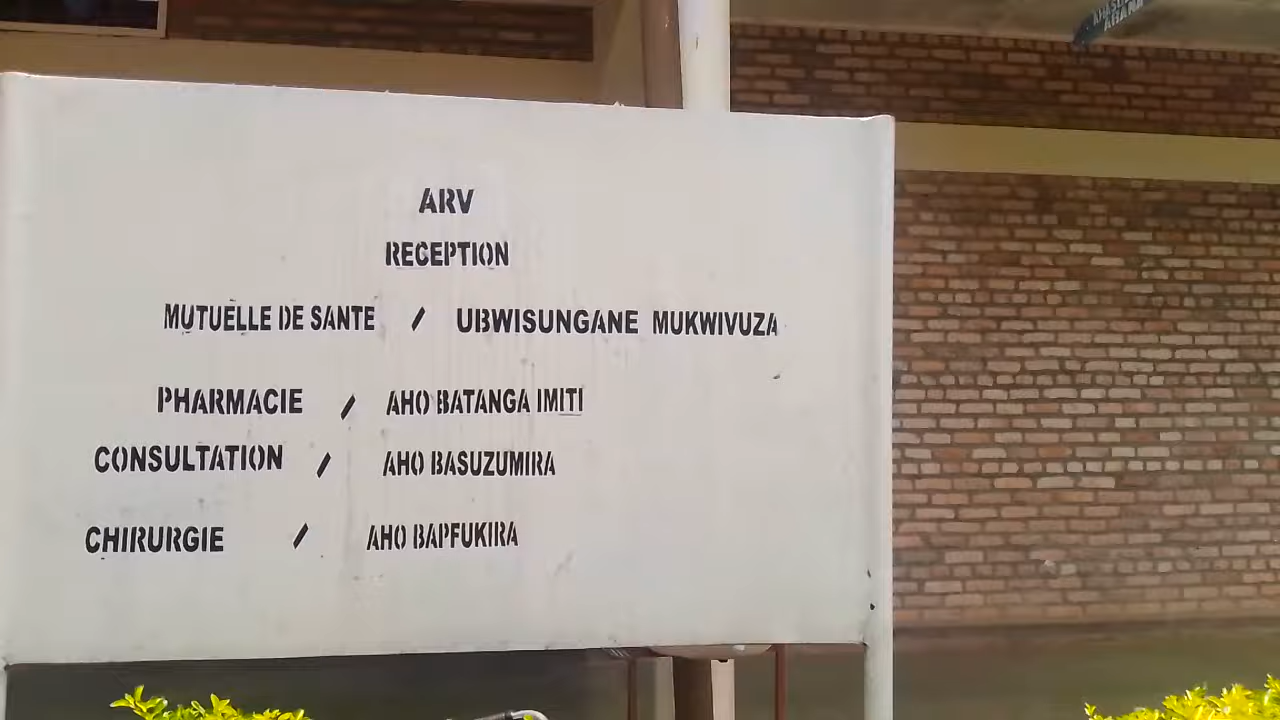 ARV
RECEPTION
MUTUELLE DE SANTE / UBWISUNGANE MUKWIVUZA
PHARMACIE / AHO BATANGA IMITI
CONSULTATION / AHO BASUZUMIRA
CHIRURGIE / AHO BAPFUKIRA